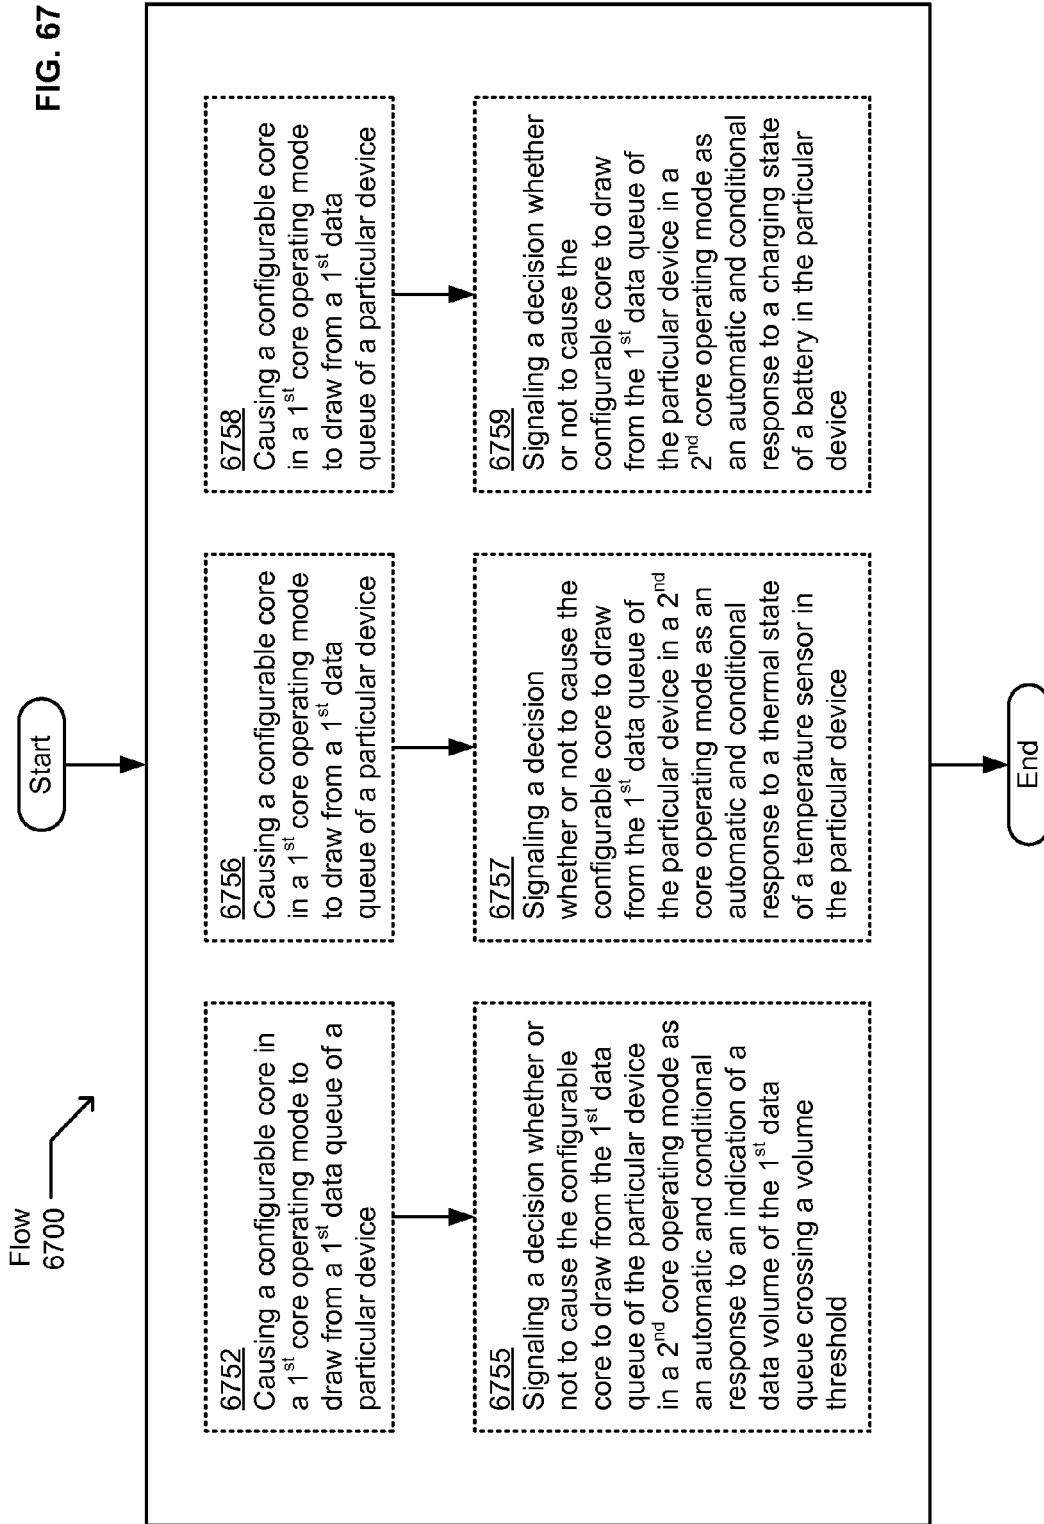 FIG. 67
Flow
6700
Start
6752
Causing a configurable core in
a 1st core operating mode to
draw from a 1st data queue of a
particular device
6755
Signaling a decision whether or
not to cause the configurable
core to draw from the 1st data
queue of the particular device
in a 2nd core operating mode as
an automatic and conditional
response to an indication of a
data volume of the 1st data
queue crossing a volume
threshold
6756
Causing a configurable core
in a 1st core operating mode
to draw from a 1st data
queue of a particular device
6757
Signaling a decision
whether or not to cause the
configurable core to draw
from the 1st data queue of
the particular device in a 2nd
core operating mode as an
automatic and conditional
response to a thermal state
of a temperature sensor in
the particular device
6758
Causing a configurable core
in a 1st core operating mode
to draw from a 1st data
queue of a particular device
6759
Signaling a decision whether
or not to cause the
configurable core to draw
from the 1st data queue of
the particular device in a
2nd core operating mode as
an automatic and conditional
response to a charging state
of a battery in the particular
device
End